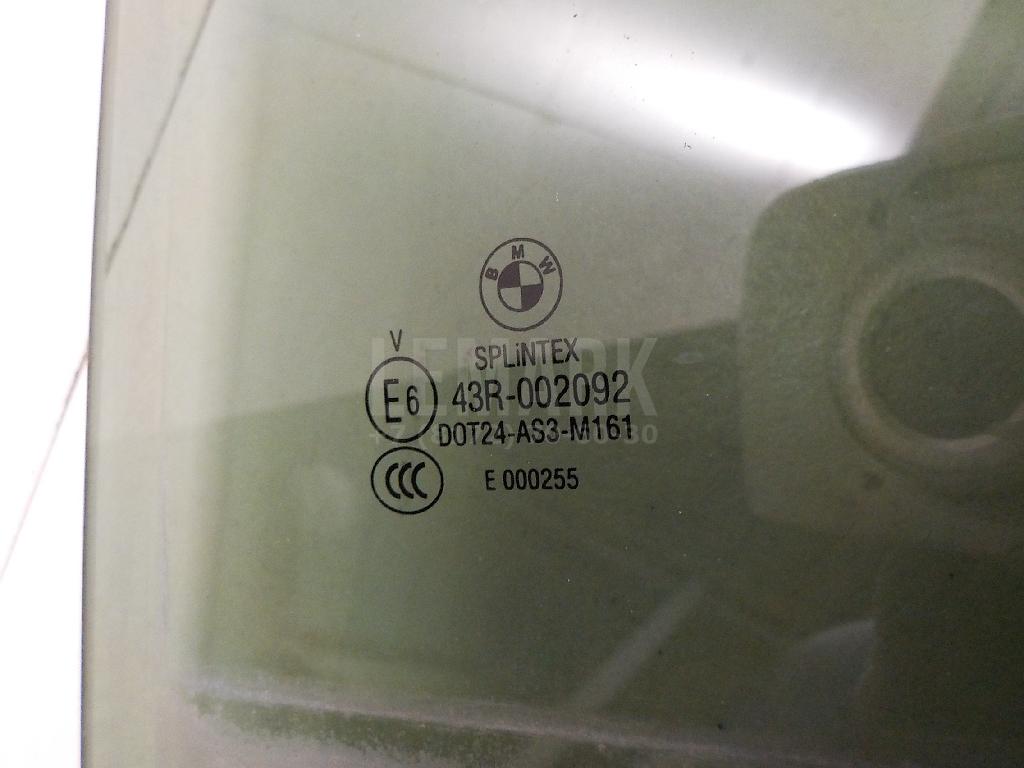 BMW
V
SPLiNTEX
E6 43R-002092
DOT24-AS3-M161
CCC E 000255